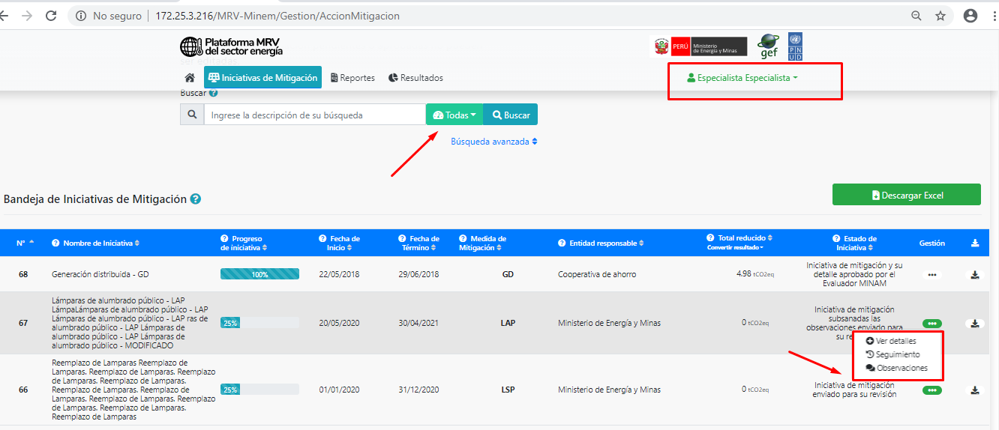 No seguro | 172.25.3.216/MRV-Minem/Gestion/AccionMitigacion
Plataforma MRV
del sector energía
PERÚ Ministerio
de Energía y Minas
gef
P N
U D
Iniciativas de Mitigación Reportes Resultados Especialista Especialista
Buscar
Ingrese la descripción de su búsqueda Todas Buscar
Búsqueda avanzada
Bandeja de Iniciativas de Mitigación
Descargar Excel
N° Nombre de Iniciativa Progreso de iniciativa Fecha de Inicio Fecha de Término Medida de Mitigación Entidad responsable Total reducido Convertir resultado Estado de Iniciativa Gestión
68 Generación distribuida - GD 100% 22/05/2018 29/06/2018 GD Cooperativa de ahorro 4.98 tCO2eq
Iniciativa de mitigación y su
detalle aprobado por el
Evaluador MINAM
67
Lámparas de alumbrado público - LAP
LámpaLámparas de alumbrado público - LAP
Lámparas de alumbrado público - LAP ras de
alumbrado público - LAP Lámparas de
alumbrado público - LAP Lámparas de
alumbrado público - MODIFICADO
25% 20/05/2020 30/04/2021 LAP Ministerio de Energía y Minas 0 tCO2eq
Iniciativa de mitigación
subsanadas las
observaciones enviado para
su re
Ver detalles
Seguimiento
Observaciones
66
Reemplazo de Lamparas Reemplazo de
Lamparas. Reemplazo de Lamparas. Reemplazo
de Lamparas. Reemplazo de Lamparas.
Reemplazo de Lamparas. Reemplazo de
Lamparas. Reemplazo de Lamparas. Reemplazo
de Lamparas. Reemplazo de Lamparas.
Reemplazo de Lamparas
25% 01/01/2020 31/12/2020 LSP Ministerio de Energía y Minas 0 tCO2eq
Iniciativa de mitigación
enviado para su revisión